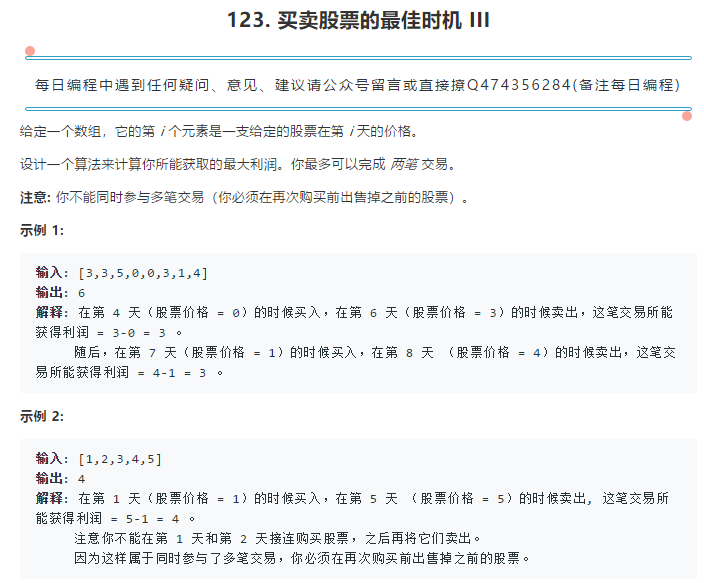 123. 买卖股票的最佳时机 III
每日编程中遇到任何疑问、意见、建议请公众号留言或直接撩Q474356284(备注每日编程)
给定一个数组，它的第 i 个元素是一支给定的股票在第 i 天的价格。
设计一个算法来计算你所能获取的最大利润。你最多可以完成 两笔 交易。
注意: 你不能同时参与多笔交易（你必须在再次购买前出售掉之前的股票）。
示例 1:
输入: [3,3,5,0,0,3,1,4]
输出: 6
解释: 在第 4 天（股票价格 = 0）的时候买入，在第 6 天（股票价格 = 3）的时候卖出，这笔交易所能
获得利润 = 3-0 = 3 。
随后，在第 7 天（股票价格 = 1）的时候买入，在第 8 天 （股票价格 = 4）的时候卖出，这笔交
易所能获得利润 = 4-1 = 3 。
示例 2:
输入: [1,2,3,4,5]
输出: 4
解释: 在第 1 天（股票价格 = 1）的时候买入，在第 5 天 （股票价格 = 5）的时候卖出, 这笔交易所
能获得利润 = 5-1 = 4 。
注意你不能在第 1 天和第 2 天接连购买股票，之后再将它们卖出。
因为这样属于同时参与了多笔交易，你必须在再次购买前出售掉之前的股票。